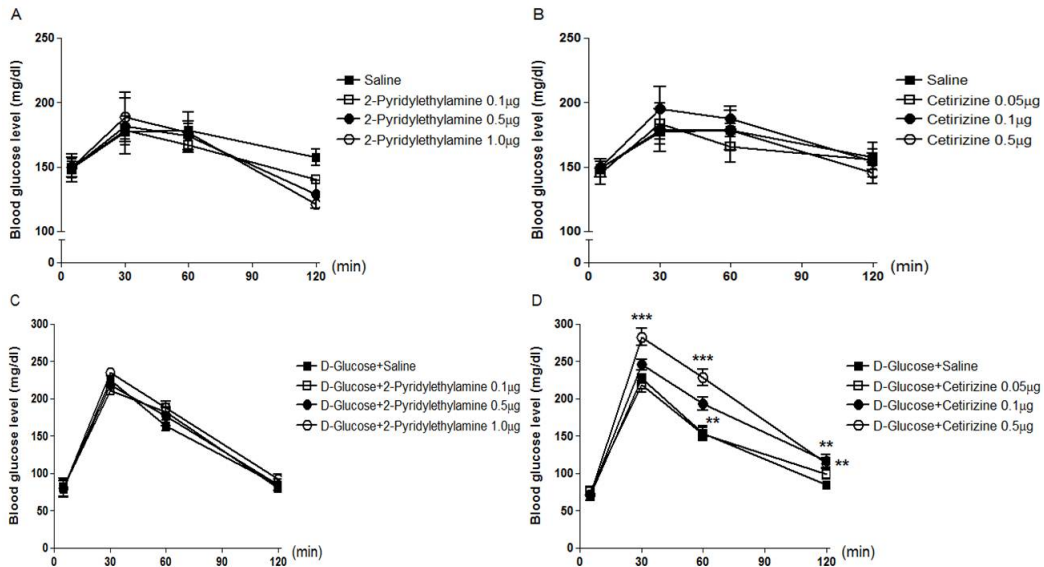 A
Blood glucose level (mg/dl)
250
200
150
100
0
0 30 60 90 120 (min)
Saline
2-Pyridylethylamine 0.1μg
2-Pyridylethylamine 0.5μg
2-Pyridylethylamine 1.0μg
B
Blood glucose level (mg/dl)
250
200
150
100
0
0 30 60 90 120 (min)
Saline
Cetirizine 0.05μg
Cetirizine 0.1μg
Cetirizine 0.5μg
C
Blood glucose level (mg/dl)
300
250
200
150
100
50
0
0 30 60 90 120 (min)
D-Glucose+Saline
D-Glucose+2-Pyridylethylamine 0.1μg
D-Glucose+2-Pyridylethylamine 0.5μg
D-Glucose+2-Pyridylethylamine 1.0μg
D
Blood glucose level (mg/dl)
300
250
200
150
100
50
0
0 30 60 90 120 (min)
***
***
**
**
**
D-Glucose+Saline
D-Glucose+Cetirizine 0.05μg
D-Glucose+Cetirizine 0.1μg
D-Glucose+Cetirizine 0.5μg